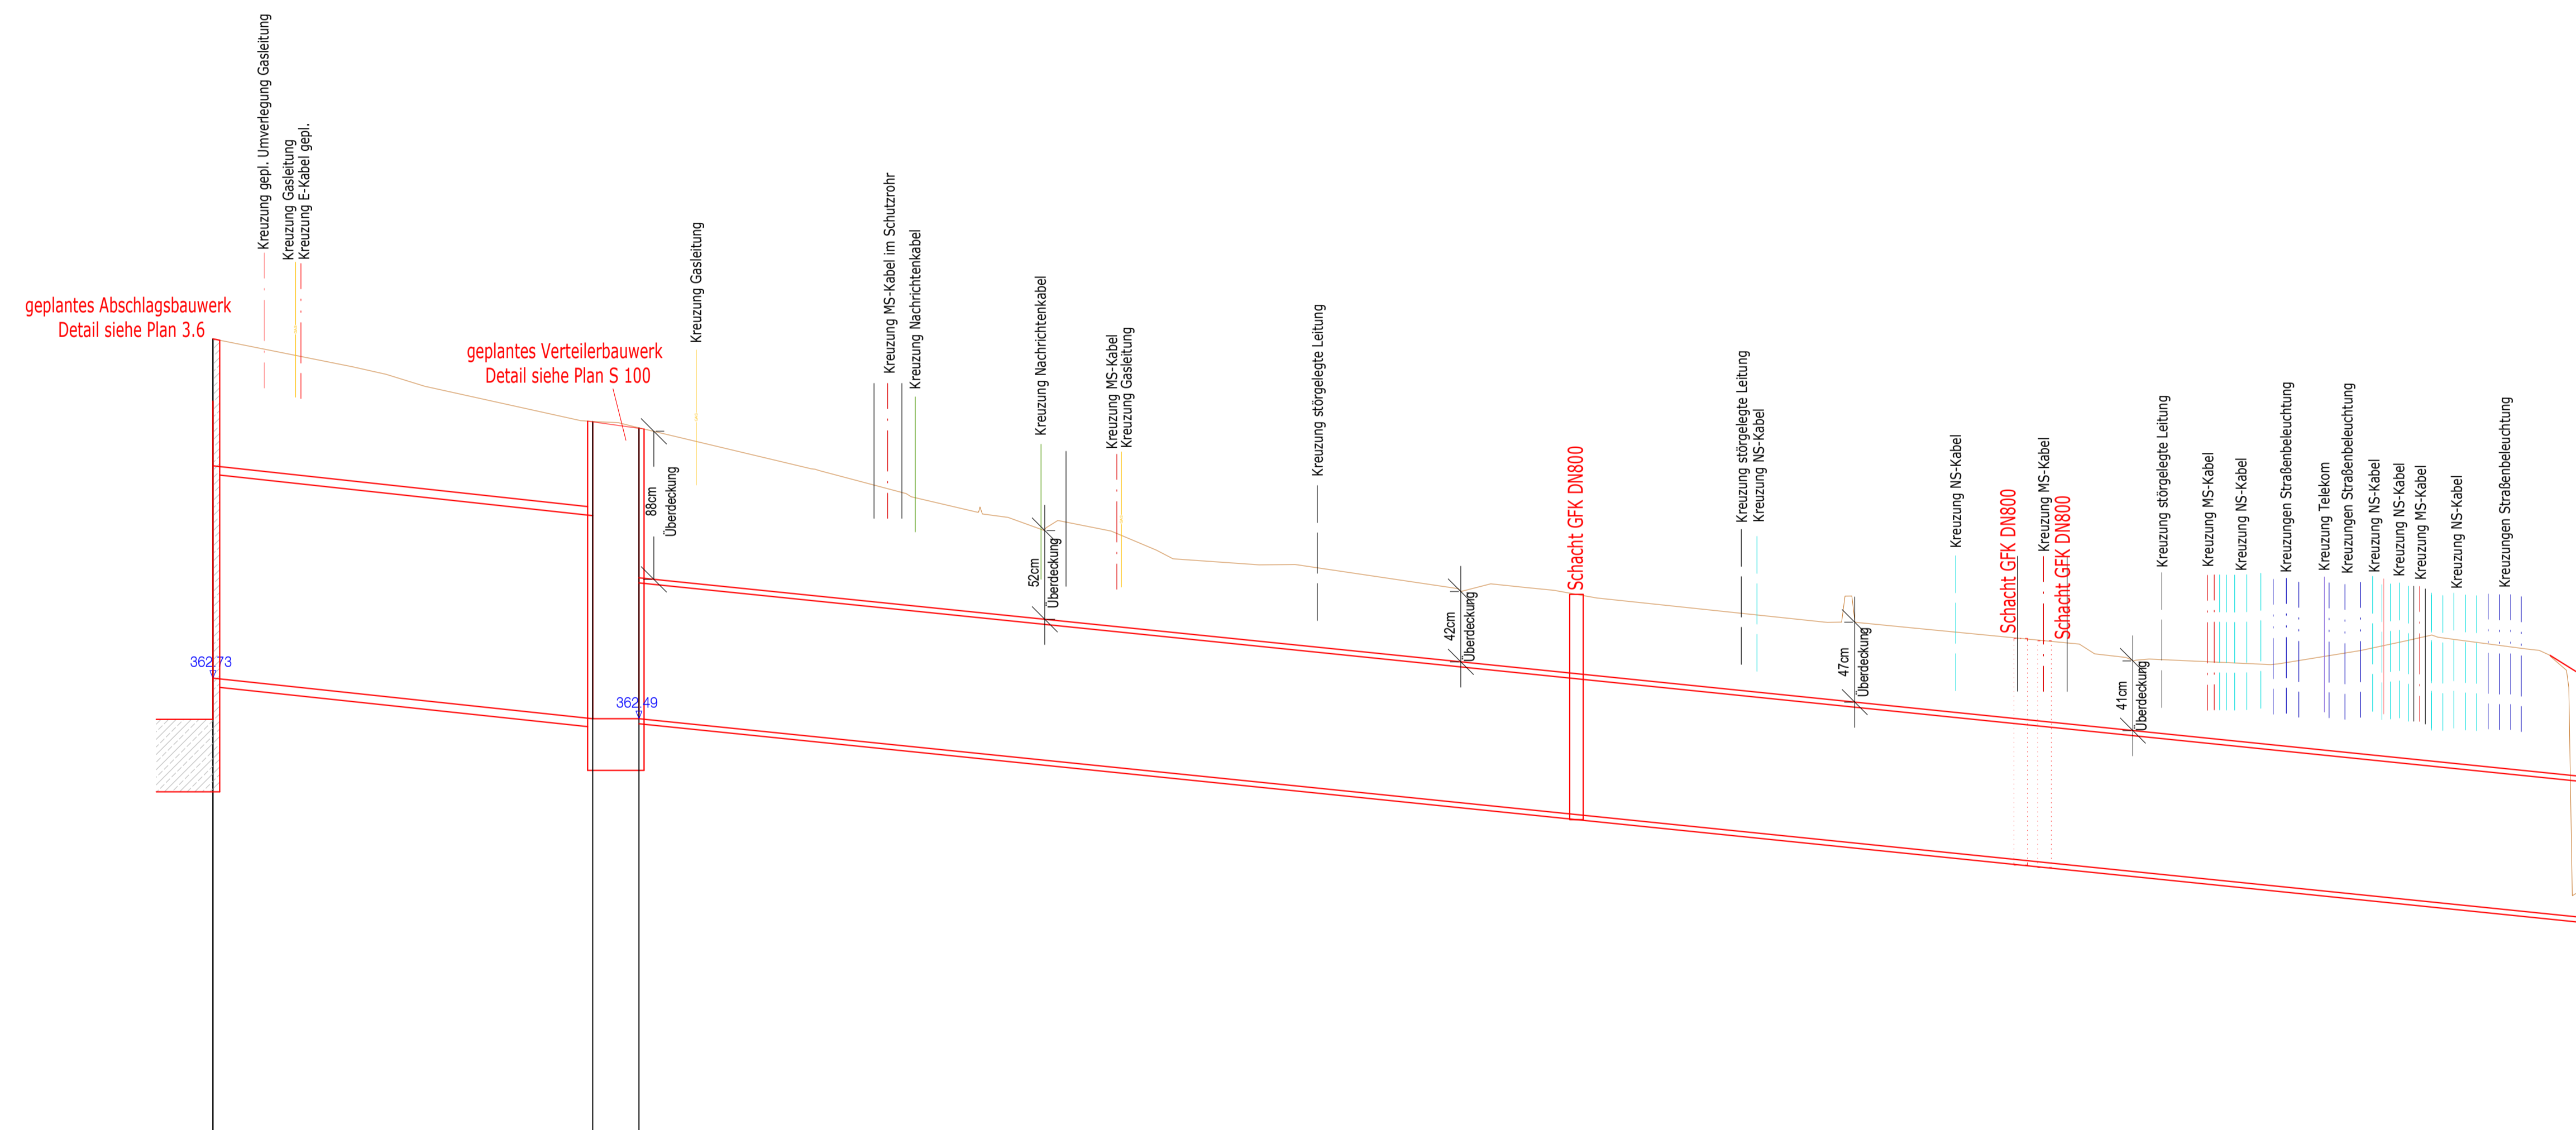 Kreuzung gepl. Umverlegung Gasleitung
Kreuzung Gasleitung
Kreuzung E-Kabel gepl.
geplantes Abschlagsbauwerk
Detail siehe Plan 3.6
geplantes Verteilerbauwerk
Detail siehe Plan S 100
Kreuzung Gasleitung
Kreuzung MS-Kabel im Schutzrohr
Kreuzung Nachrichtenkabel
Kreuzung Nachrichtenkabel
Kreuzung MS-Kabel
Kreuzung Gasleitung
Kreuzung störgelegte Leitung
Schacht GFK DN800
Kreuzung störgelegte Leitung
Kreuzung NS-Kabel
Kreuzung NS-Kabel
Schacht GFK DN800
Kreuzung MS-Kabel
Schacht GFK DN800
Kreuzung störgelegte Leitung
Kreuzung MS-Kabel
Kreuzung NS-Kabel
Kreuzungen Straßenbeleuchtung
Kreuzung Telekom
Kreuzungen Straßenbeleuchtung
Kreuzung NS-Kabel
Kreuzung NS-Kabel
Kreuzung MS-Kabel
Kreuzung NS-Kabel
Kreuzungen Straßenbeleuchtung
88cm
Überdeckung
52cm
Überdeckung
42cm
Überdeckung
47cm
Überdeckung
41cm
Überdeckung
362.73
362.49